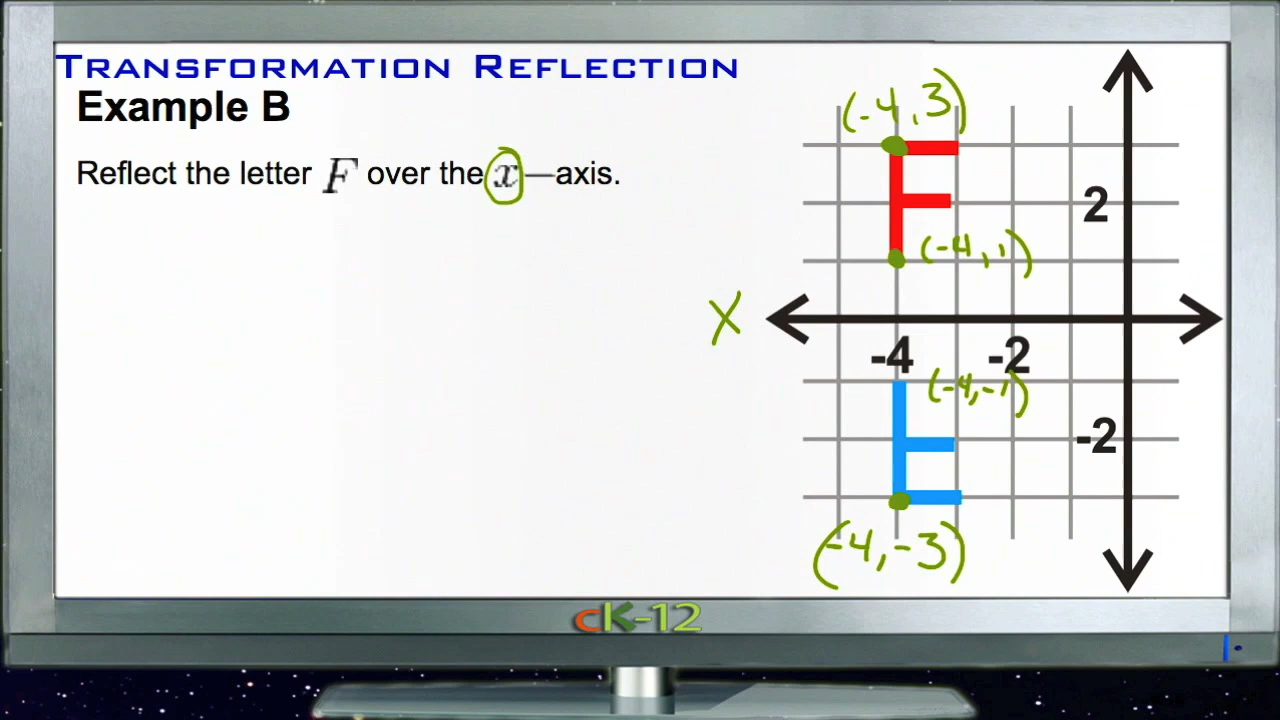 TRANSFORMATION REFLECTION
Example B
Reflect the letter F over the x—axis.
(-4, 3)
2
(-4, 1)
X
-4 -2
(-4, -1)
-2
(-4, -3)
cK-12